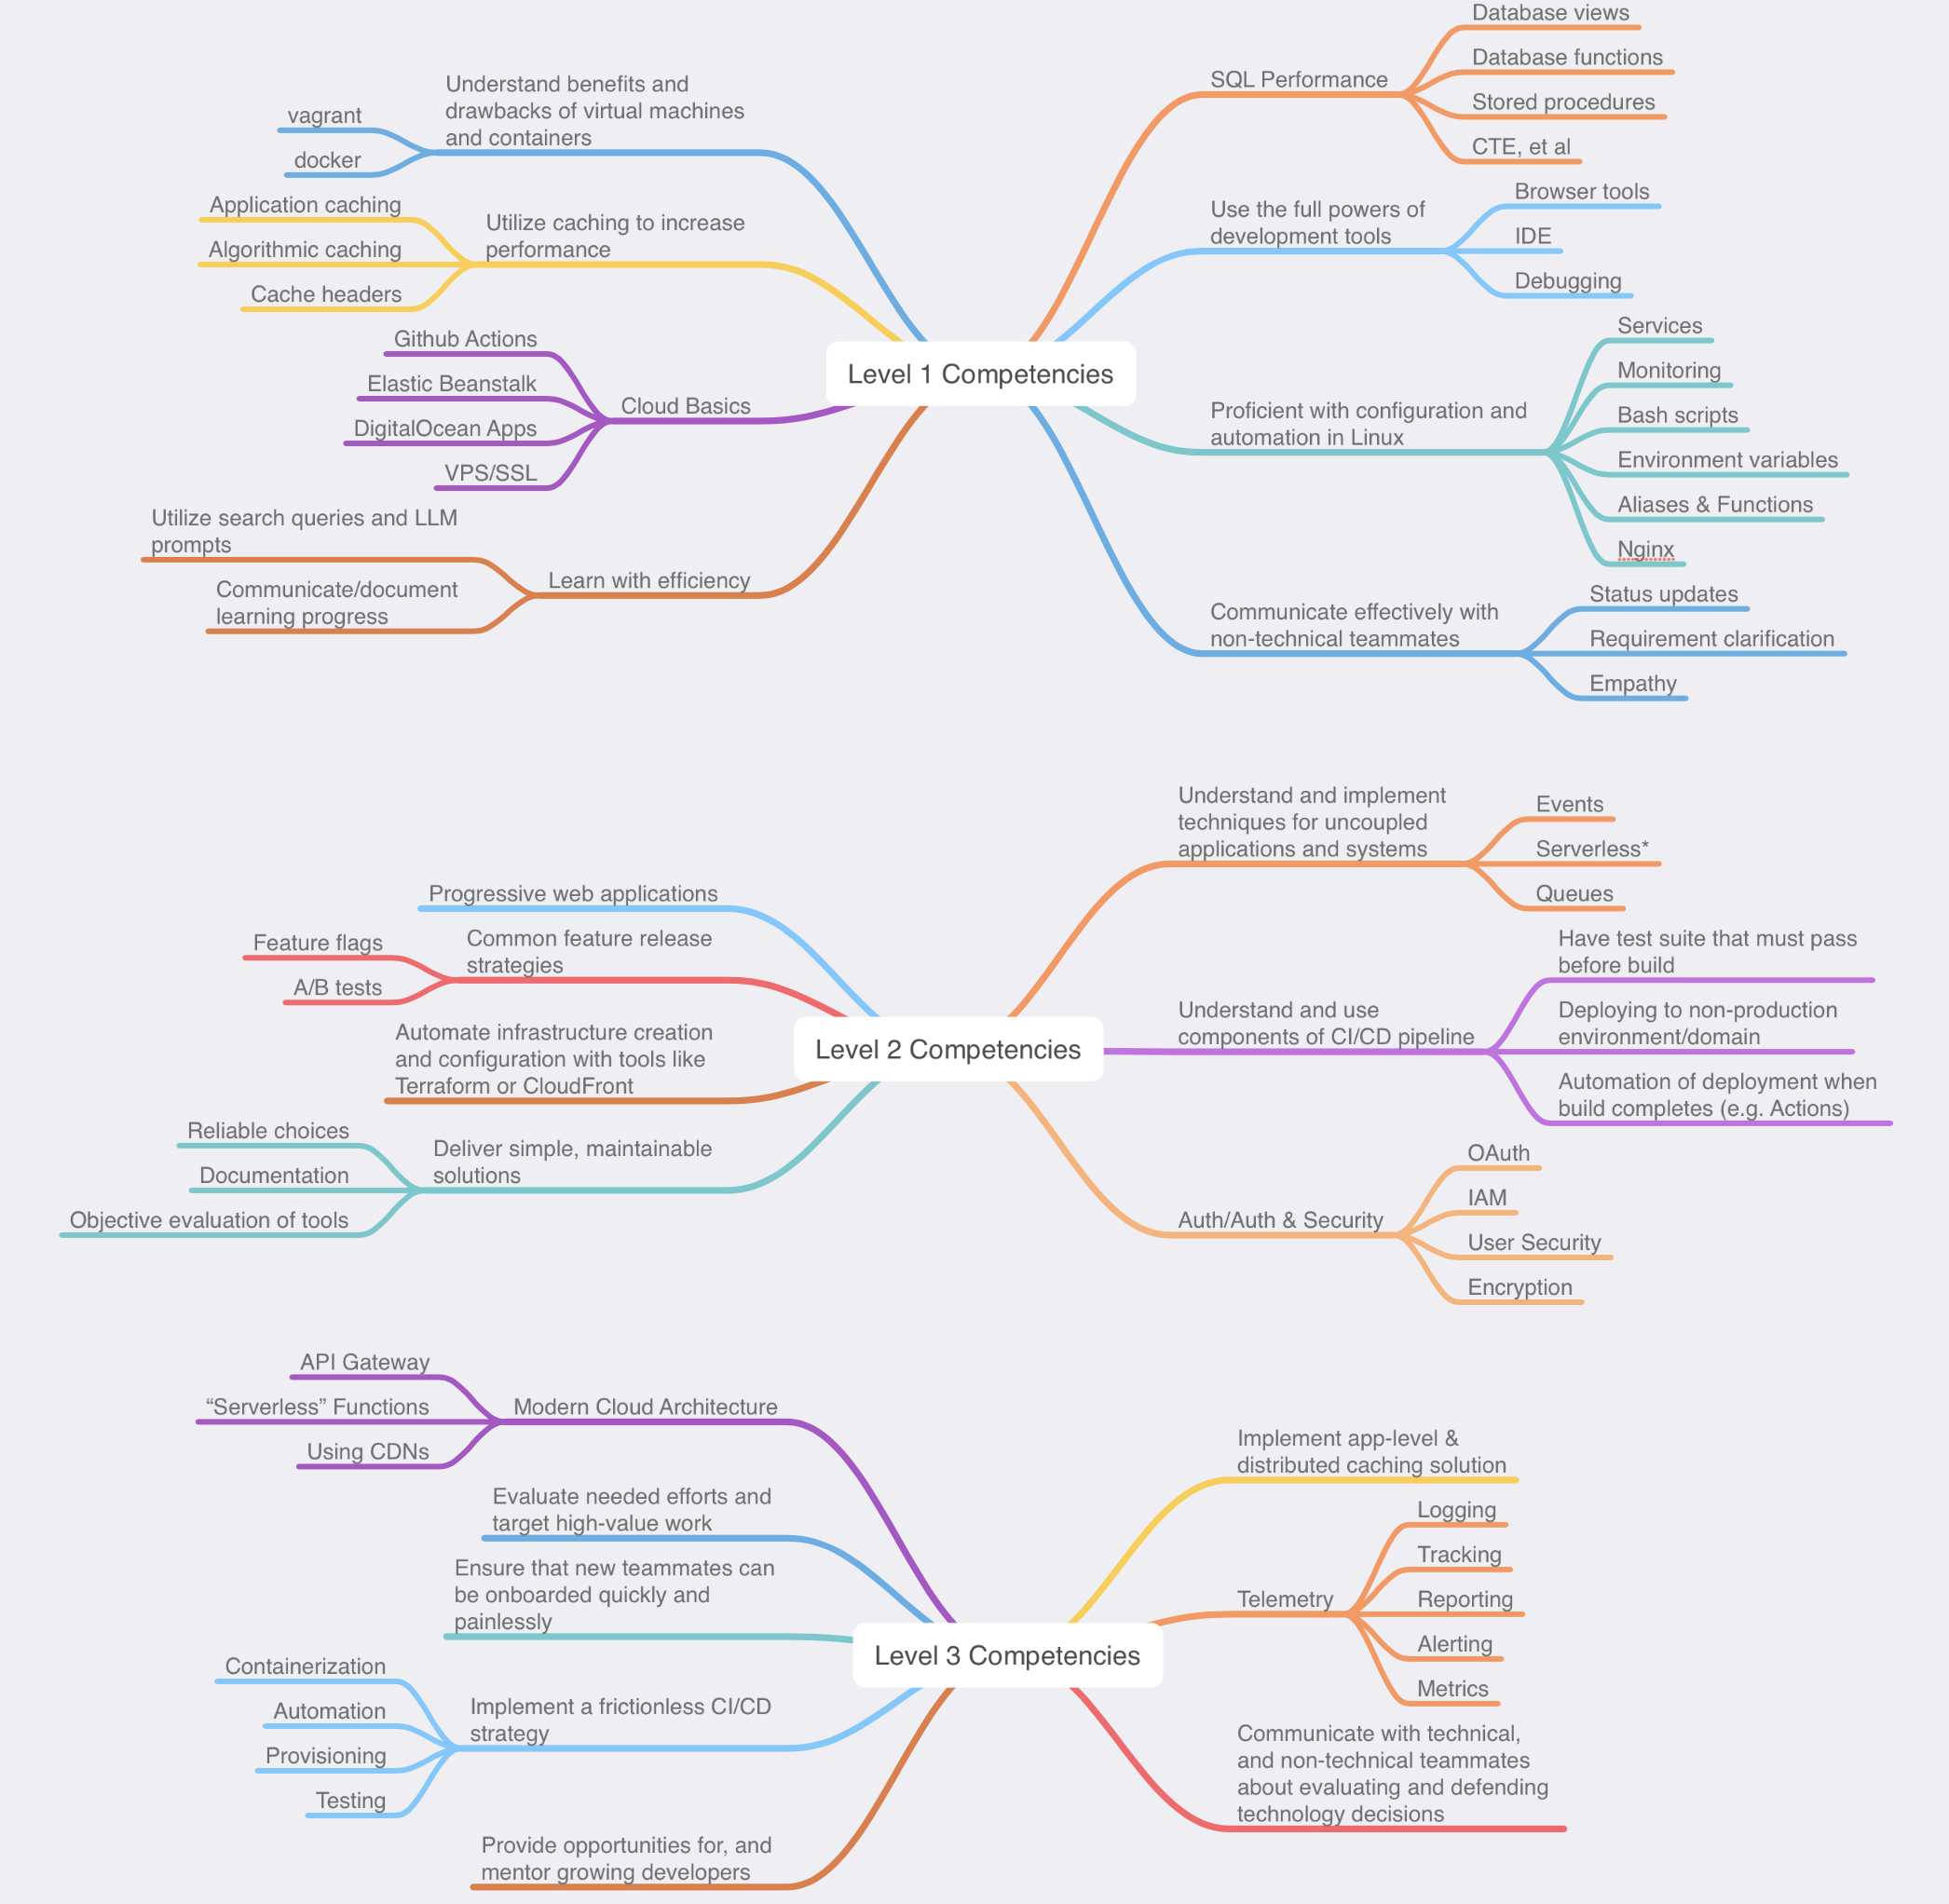 Level 1 Competencies
Understand benefits and
drawbacks of virtual machines
and containers
vagrant
docker
Utilize caching to increase
performance
Application caching
Algorithmic caching
Cache headers
Cloud Basics
Github Actions
Elastic Beanstalk
DigitalOcean Apps
VPS/SSL
Learn with efficiency
Utilize search queries and LLM
prompts
Communicate/document
learning progress
SQL Performance
Database views
Database functions
Stored procedures
CTE, et al
Use the full powers of
development tools
Browser tools
IDE
Debugging
Proficient with configuration and
automation in Linux
Services
Monitoring
Bash scripts
Environment variables
Aliases & Functions
Nginx
Communicate effectively with
non-technical teammates
Status updates
Requirement clarification
Empathy
Level 2 Competencies
Progressive web applications
Common feature release
strategies
Feature flags
A/B tests
Automate infrastructure creation
and configuration with tools like
Terraform or CloudFront
Deliver simple, maintainable
solutions
Reliable choices
Documentation
Objective evaluation of tools
Understand and implement
techniques for uncoupled
applications and systems
Events
Serverless*
Queues
Understand and use
components of CI/CD pipeline
Have test suite that must pass
before build
Deploying to non-production
environment/domain
Automation of deployment when
build completes (e.g. Actions)
Auth/Auth & Security
OAuth
IAM
User Security
Encryption
Level 3 Competencies
Modern Cloud Architecture
API Gateway
“Serverless” Functions
Using CDNs
Evaluate needed efforts and
target high-value work
Ensure that new teammates can
be onboarded quickly and
painlessly
Implement a frictionless CI/CD
strategy
Containerization
Automation
Provisioning
Testing
Provide opportunities for, and
mentor growing developers
Implement app-level &
distributed caching solution
Telemetry
Logging
Tracking
Reporting
Alerting
Metrics
Communicate with technical,
and non-technical teammates
about evaluating and defending
technology decisions